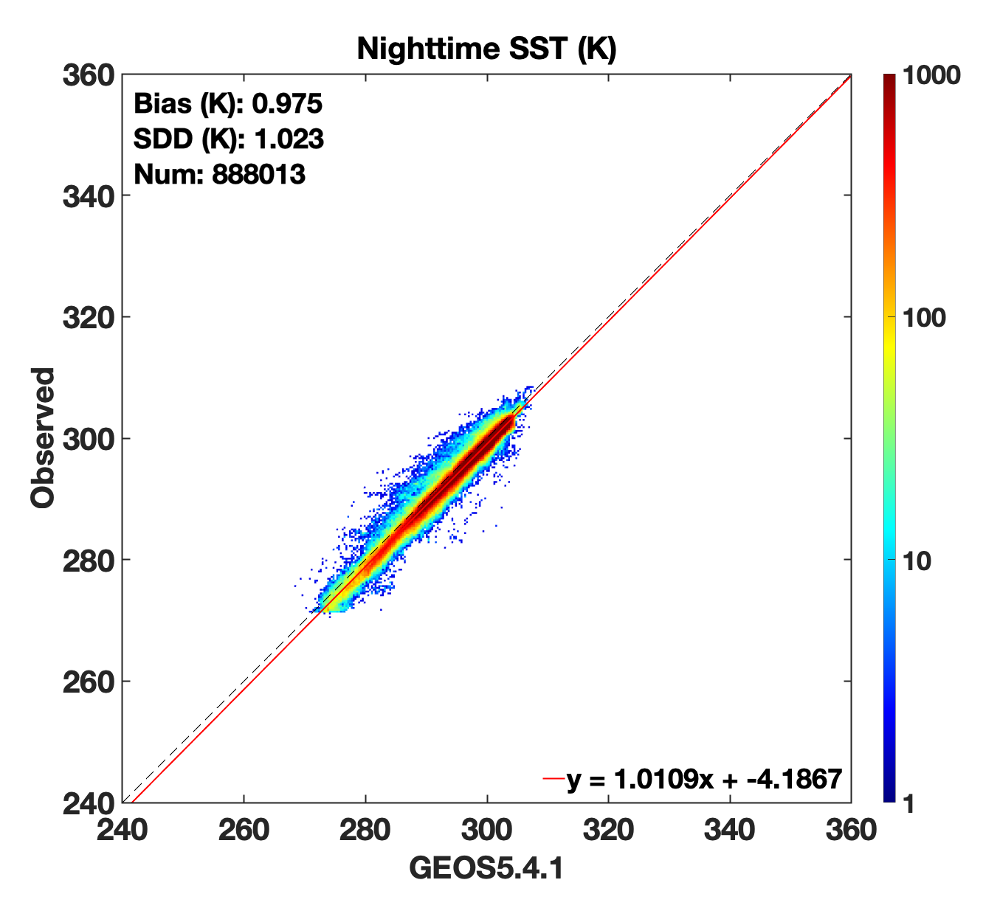 Nighttime SST (K)
Bias (K): 0.975
SDD (K): 1.023
Num: 888013
360
340
320
300
280
260
240
Observed
240
260
280
300
320
340
360
GEOS5.4.1
y = 1.0109x + -4.1867
1000
100
10
1